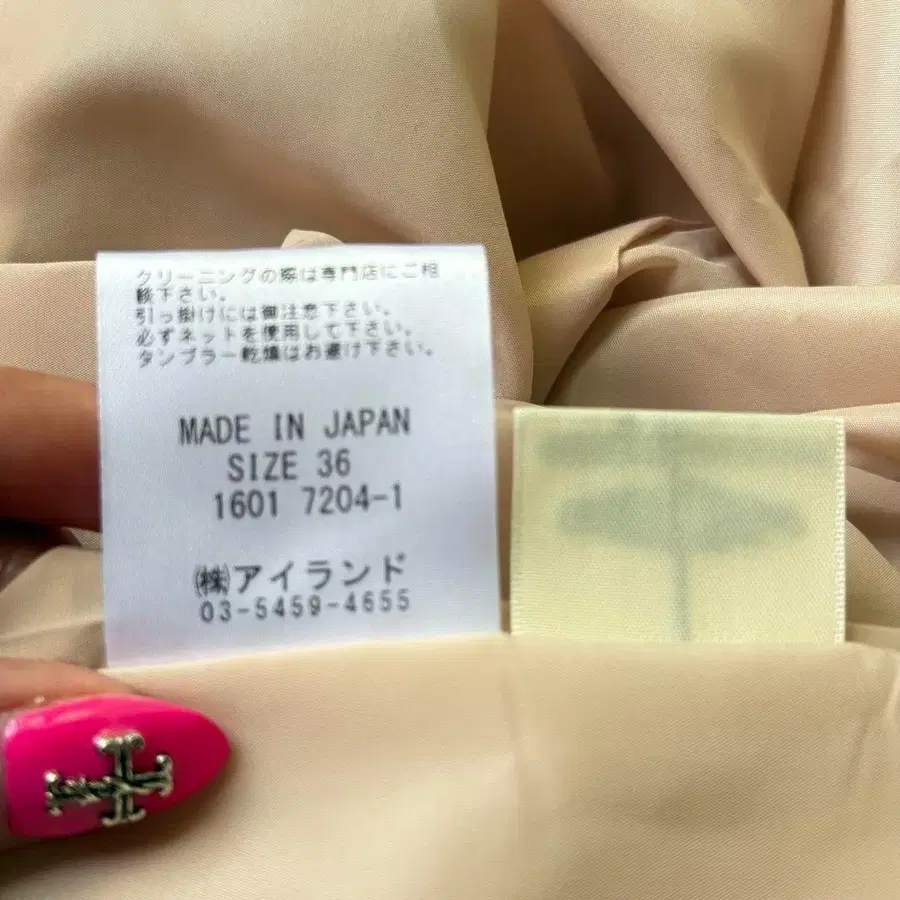 クリーニングの際は専門店にご相
談下さい。
引っ掛けには御注意下さい。
必ずネットを使用して下さい。
タンブラー乾燥はお避け下さい。
MADE IN JAPAN
SIZE 36
1601 7204-1
㈱アイランド
03-5459-4655